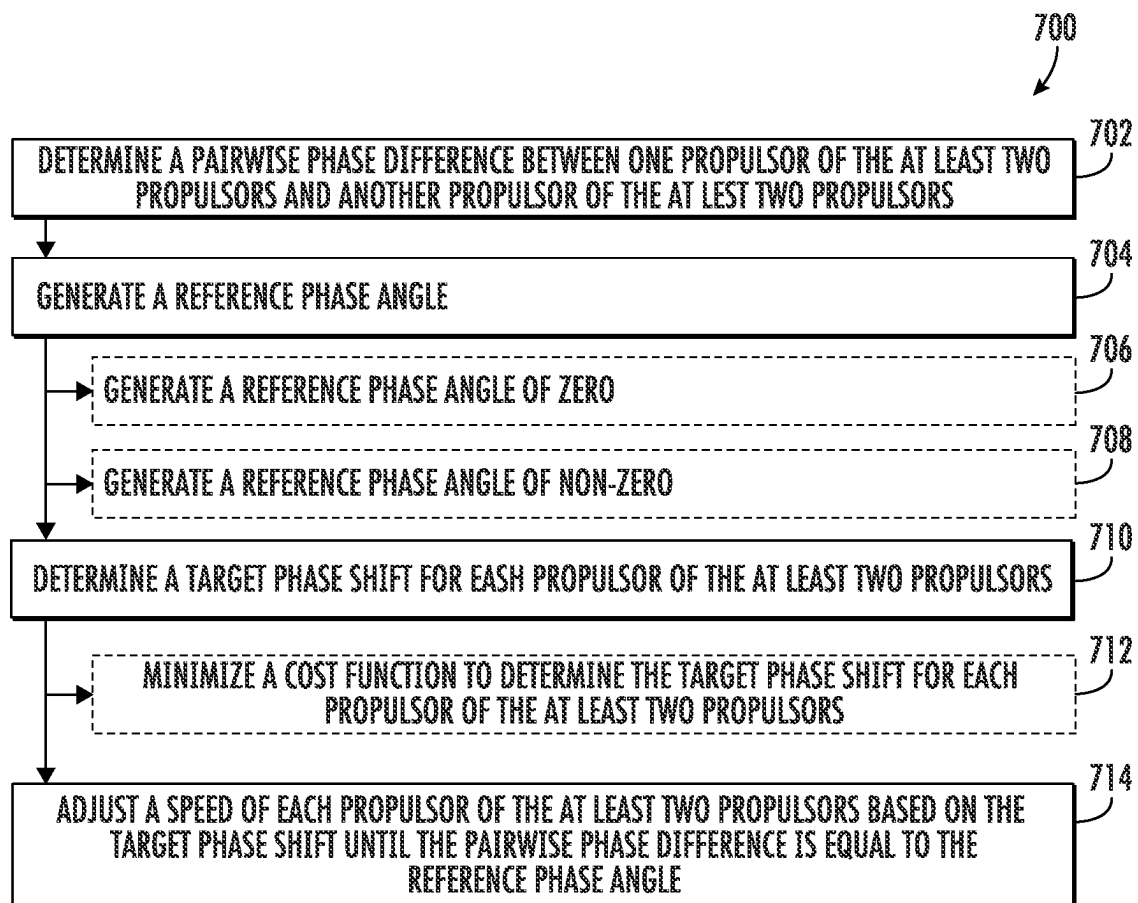 700
702
DETERMINE A PAIRWISE PHASE DIFFERENCE BETWEEN ONE PROPULSOR OF THE AT LEAST TWO
PROPULSORS AND ANOTHER PROPULSOR OF THE AT LEST TWO PROPULSORS
704
GENERATE A REFERENCE PHASE ANGLE
706
GENERATE A REFERENCE PHASE ANGLE OF ZERO
708
GENERATE A REFERENCE PHASE ANGLE OF NON-ZERO
710
DETERMINE A TARGET PHASE SHIFT FOR EASH PROPULSOR OF THE AT LEAST TWO PROPULSORS
712
MINIMIZE A COST FUNCTION TO DETERMINE THE TARGET PHASE SHIFT FOR EACH
PROPULSOR OF THE AT LEAST TWO PROPULSORS
714
ADJUST A SPEED OF EACH PROPULSOR OF THE AT LEAST TWO PROPULSORS BASED ON THE
TARGET PHASE SHIFT UNTIL THE PAIRWISE PHASE DIFFERENCE IS EQUAL TO THE
REFERENCE PHASE ANGLE